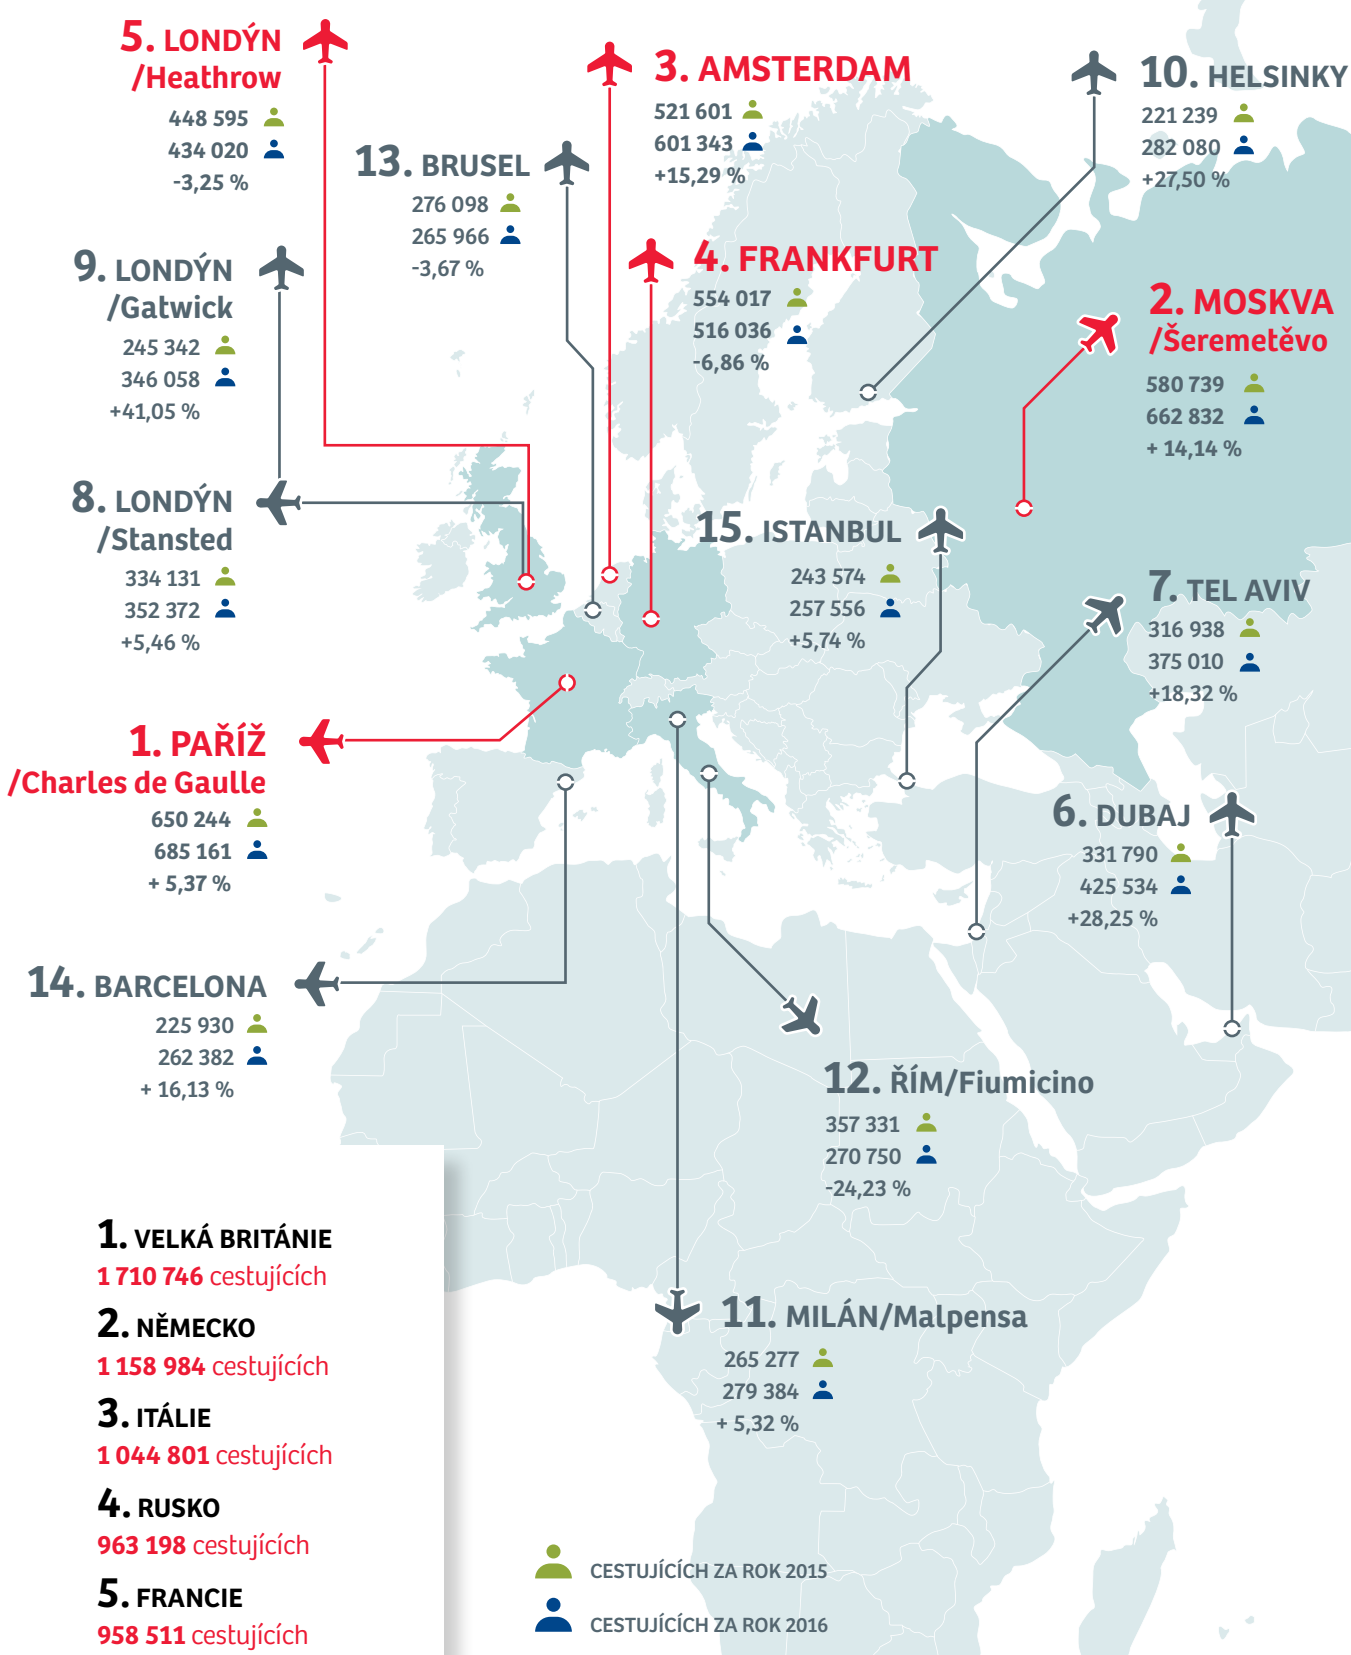 5. LONDÝN
/Heathrow
448 595
434 020
-3,25 %
3. AMSTERDAM
521 601
601 343
+15,29 %
10. HELSINKY
221 239
282 080
+27,50 %
13. BRUSEL
276 098
265 966
-3,67 %
9. LONDÝN
/Gatwick
245 342
346 058
+41,05 %
4. FRANKFURT
554 017
516 036
-6,86 %
2. MOSKVA
/Šeremetěvo
580 739
662 832
+ 14,14 %
8. LONDÝN
/Stansted
334 131
352 372
+5,46 %
15. ISTANBUL
243 574
257 556
+5,74 %
7. TEL AVIV
316 938
375 010
+18,32 %
1. PAŘÍŽ
/Charles de Gaulle
650 244
685 161
+ 5,37 %
6. DUBAJ
331 790
425 534
+28,25 %
14. BARCELONA
225 930
262 382
+ 16,13 %
12. ŘÍM/Fiumicino
357 331
270 750
-24,23 %
11. MILÁN/Malpensa
265 277
279 384
+ 5,32 %
1. VELKÁ BRITÁNIE
1 710 746 cestujících
2. NĚMECKO
1 158 984 cestujících
3. ITÁLIE
1 044 801 cestujících
4. RUSKO
963 198 cestujících
5. FRANCIE
958 511 cestujících
CESTUJÍCÍCH ZA ROK 2015
CESTUJÍCÍCH ZA ROK 2016